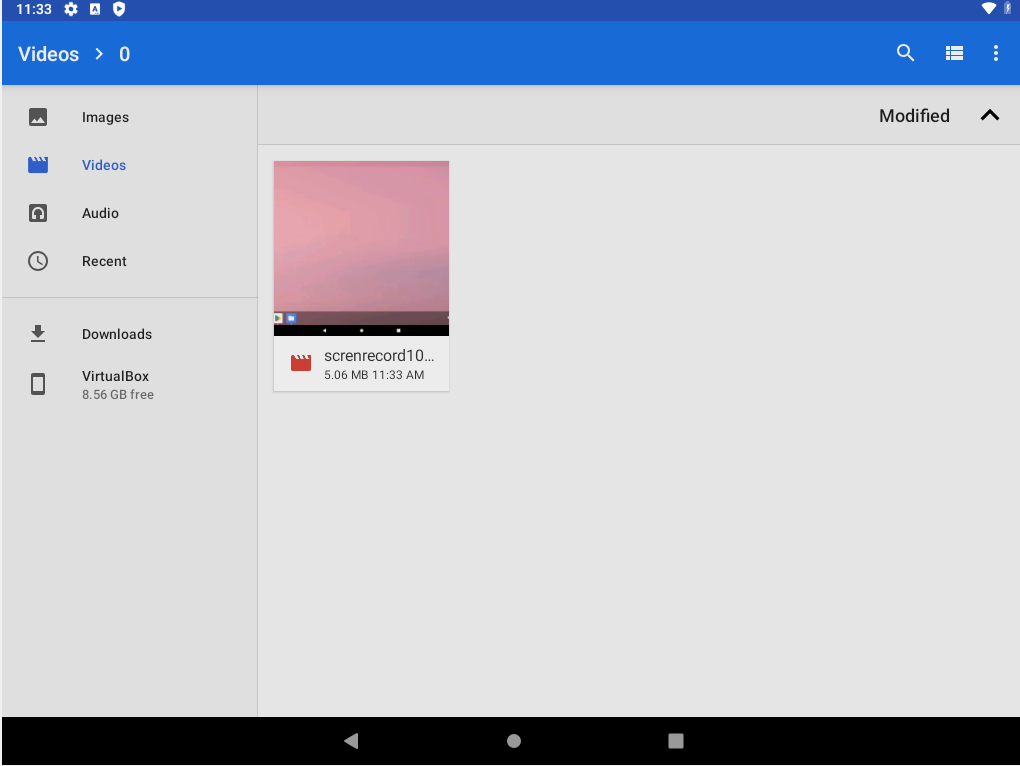 11:33
Videos > 0
Images
Videos
Audio
Recent
Downloads
VirtualBox
8.56 GB free
Modified
screnrecord10...
5.06 MB 11:33 AM